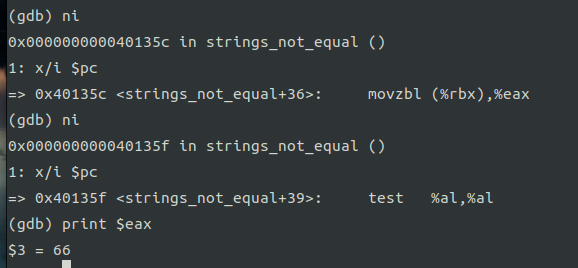 (gdb) ni
0x000000000040135c in strings_not_equal ()
1: x/i $pc
=> 0x40135c <strings_not_equal+36>:     movzbl (%rbx),%eax
(gdb) ni
0x000000000040135f in strings_not_equal ()
1: x/i $pc
=> 0x40135f <strings_not_equal+39>:     test   %al,%al
(gdb) print $eax
$3 = 66